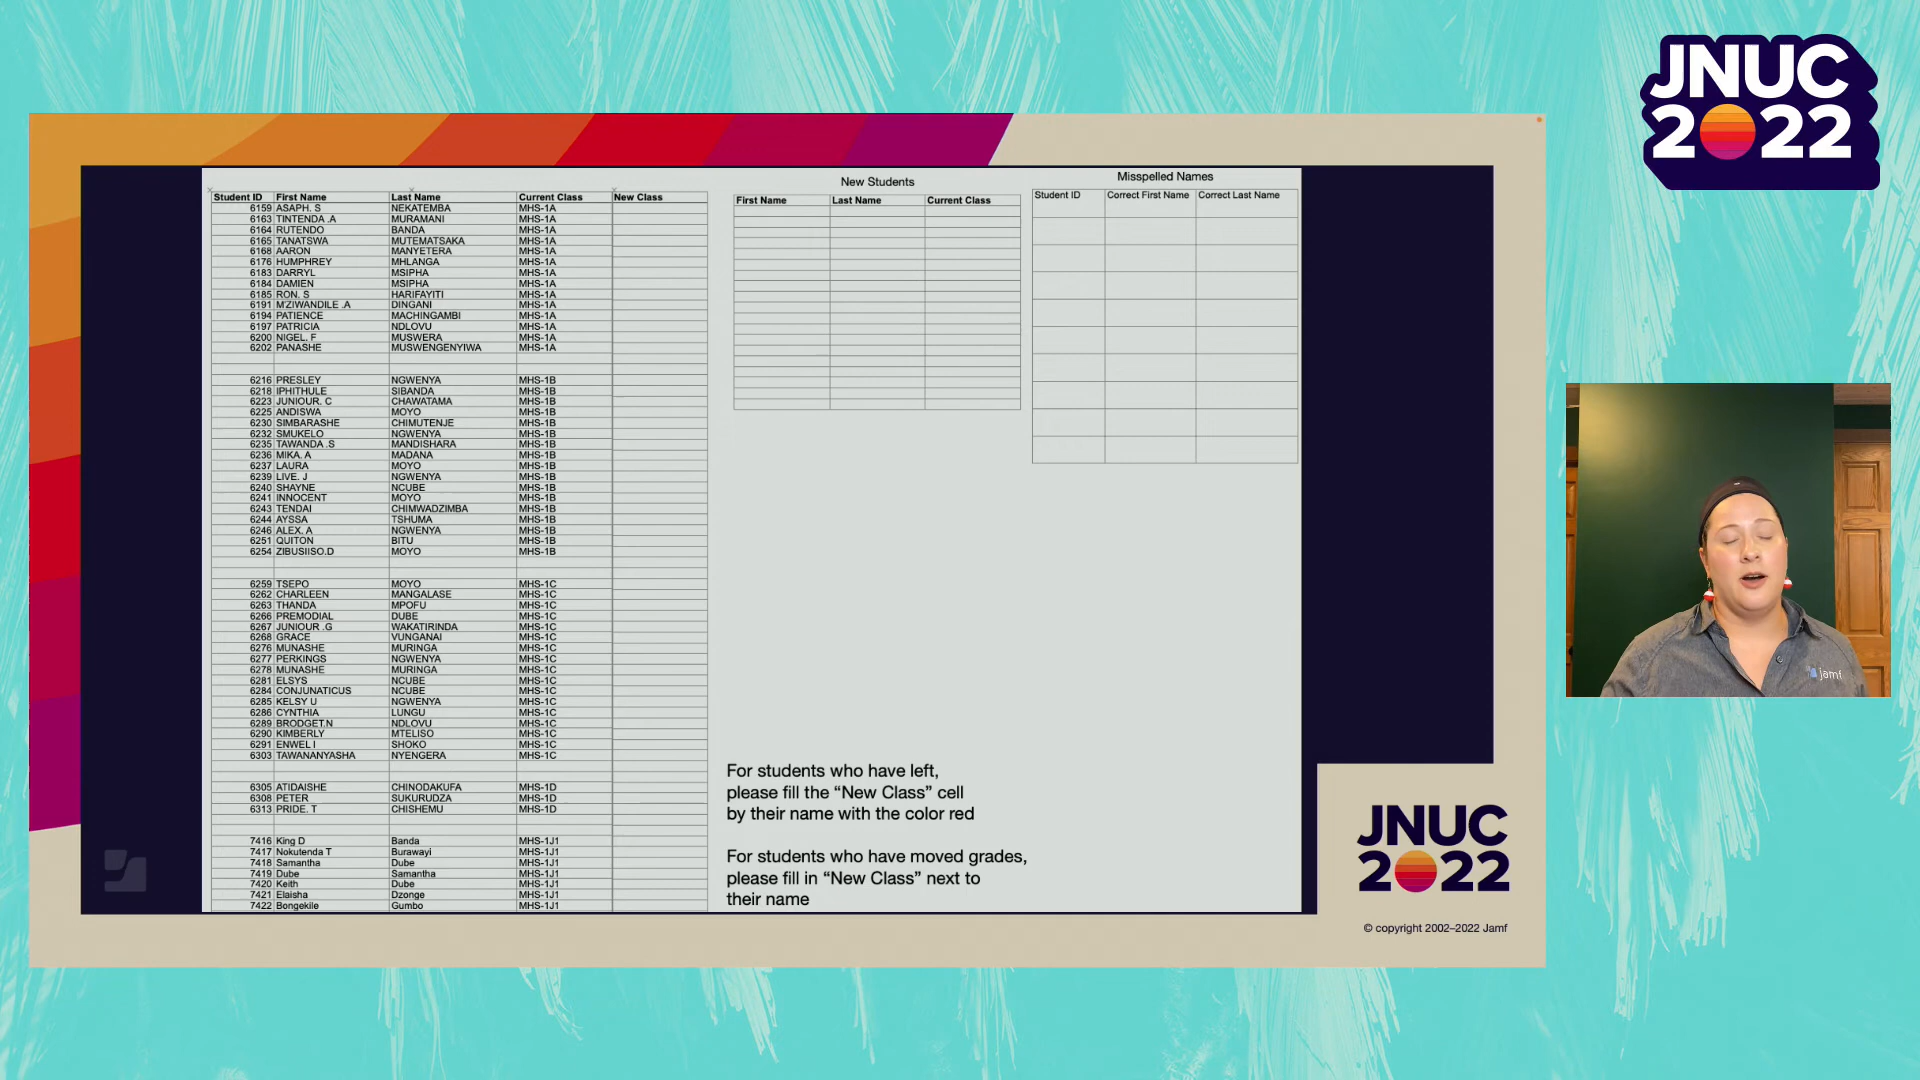 JNUC
2022
Student ID First Name Last Name Current Class New Class
6159 ASAPH. S NEKATEMBA MHS-1A
6163 TINTENDA .A MURAMANI MHS-1A
6164 RUTENDO BANDA MHS-1A
6165 TANATSWA MUTEMATSAKA MHS-1A
6168 AARON MANYETERA MHS-1A
6176 HUMPHREY MHLANGA MHS-1A
6183 DARRYL MSIPHA MHS-1A
6184 DAMIEN MSIPHA MHS-1A
6185 RON. S HARIFAYITI MHS-1A
6191 M'ZIWANDILE .A DINGANI MHS-1A
6194 PATIENCE MACHINGAMBI MHS-1A
6197 PATRICIA NDLOVU MHS-1A
6200 NIGEL. F MUSWERA MHS-1A
6202 PANASHE MUSWENGENYIWA MHS-1A
6216 PRESLEY NGWENYA MHS-1B
6218 IPHITHULE SIBANDA MHS-1B
6223 JUNIOUR. C CHAWATAMA MHS-1B
6225 ANDISWA MOYO MHS-1B
6230 SIMBARASHE CHIMUTENJE MHS-1B
6232 SMUKELO NGWENYA MHS-1B
6235 TAWANDA .S MANDISHARA MHS-1B
6236 MIKA. A MADANA MHS-1B
6237 LAURA MOYO MHS-1B
6239 LIVE. J NGWENYA MHS-1B
6240 SHAYNE NCUBE MHS-1B
6241 INNOCENT MOYO MHS-1B
6243 TENDAI CHIMWADZIMBA MHS-1B
6244 AYSSA TSHUMA MHS-1B
6246 ALEX. A NGWENYA MHS-1B
6251 QUITON BITU MHS-1B
6254 ZIBUSIISO.D MOYO MHS-1B
6259 TSEPO MOYO MHS-1C
6262 CHARLEEN MANGALASE MHS-1C
6263 THANDA MPOFU MHS-1C
6266 PREMODIAL DUBE MHS-1C
6267 JUNIOUR .G WAKATIRINDA MHS-1C
6268 GRACE VUNGANAI MHS-1C
6276 MUNASHE MURINGA MHS-1C
6277 PERKINGS NGWENYA MHS-1C
6278 MUNASHE MURINGA MHS-1C
6281 ELSYS NCUBE MHS-1C
6284 CONJUNATICUS NCUBE MHS-1C
6285 KELSY U NGWENYA MHS-1C
6286 CYNTHIA LUNGU MHS-1C
6289 BRODGET.N NDLOVU MHS-1C
6290 KIMBERLY MTELISO MHS-1C
6291 ENWEL I SHOKO MHS-1C
6303 TAWANANYASHA NYENGERA MHS-1C
6305 ATIDAISHE CHINODAKUFA MHS-1D
6308 PETER SUKURUDZA MHS-1D
6313 PRIDE. T CHISHEMU MHS-1D
7416 King D Banda MHS-1J1
7417 Nokutenda T Burawayi MHS-1J1
7418 Samantha Dube MHS-1J1
7419 Dube Samantha MHS-1J1
7420 Keith Dube MHS-1J1
7421 Elaisha Dzonge MHS-1J1
7422 Bongekile Gumbo MHS-1J1
New Students
First Name Last Name Current Class
Misspelled Names
Student ID Correct First Name Correct Last Name
For students who have left,
please fill the “New Class” cell
by their name with the color red
For students who have moved grades,
please fill in “New Class” next to
their name
jamf
JNUC
2022
© copyright 2002–2022 Jamf